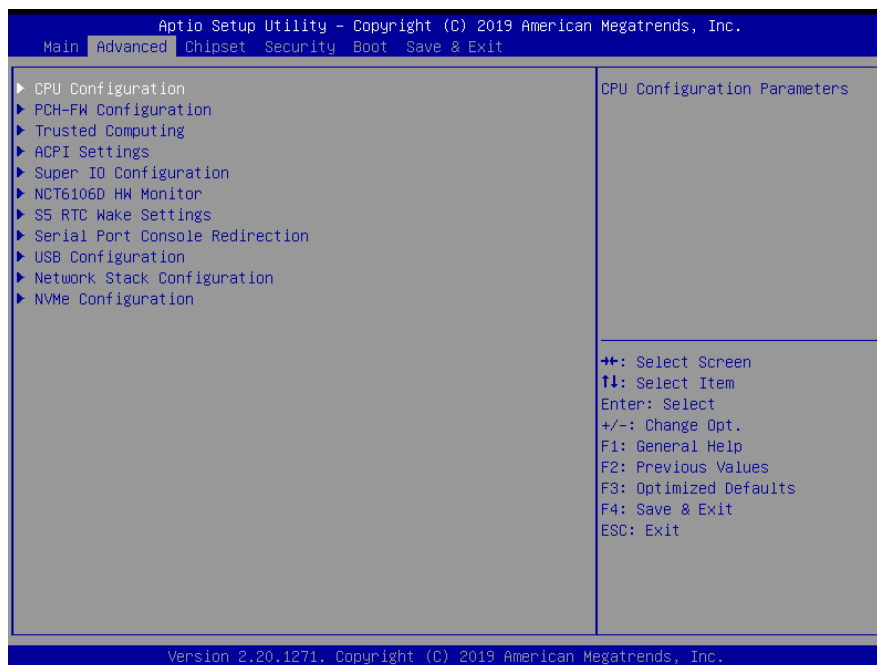 Aptio Setup Utility – Copyright (C) 2019 American Megatrends, Inc.
Main Advanced Chipset Security Boot Save & Exit
▶ CPU Configuration
▶ PCH-FW Configuration
▶ Trusted Computing
▶ ACPI Settings
▶ Super IO Configuration
▶ NCT6106D HW Monitor
▶ S5 RTC Wake Settings
▶ Serial Port Console Redirection
▶ USB Configuration
▶ Network Stack Configuration
▶ NVMe Configuration
CPU Configuration Parameters
→←: Select Screen
↑↓: Select Item
Enter: Select
+/-: Change Opt.
F1: General Help
F2: Previous Values
F3: Optimized Defaults
F4: Save & Exit
ESC: Exit
Version 2.20.1271. Copyright (C) 2019 American Megatrends, Inc.